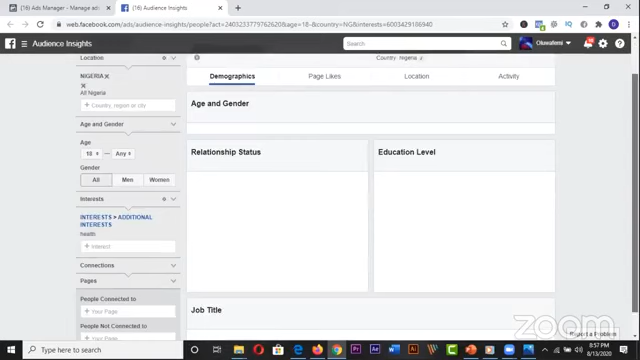 (16) Ads Manager - Manage ads
(16) Audience Insights
web.facebook.com/ads/audience-insights/people?act=2403233779762620&age=18-&country=NG&interests=6003429186940
Audience Insights
Search
Oluwafemi
Location
NIGERIA
All Nigeria
+ Country, region or city
Age and Gender
Age
18 — Any
Gender
All Men Women
Interests
INTERESTS > ADDITIONAL
INTERESTS
health
+ Interest
Connections
Pages
People Connected to
+ Your Page
People Not Connected to
+ Your Page
Country: Nigeria
Demographics Page Likes Location Activity
Age and Gender
Relationship Status
Education Level
Job Title
Report a Problem
zoom
Type here to search
8:57 PM
8/13/2020